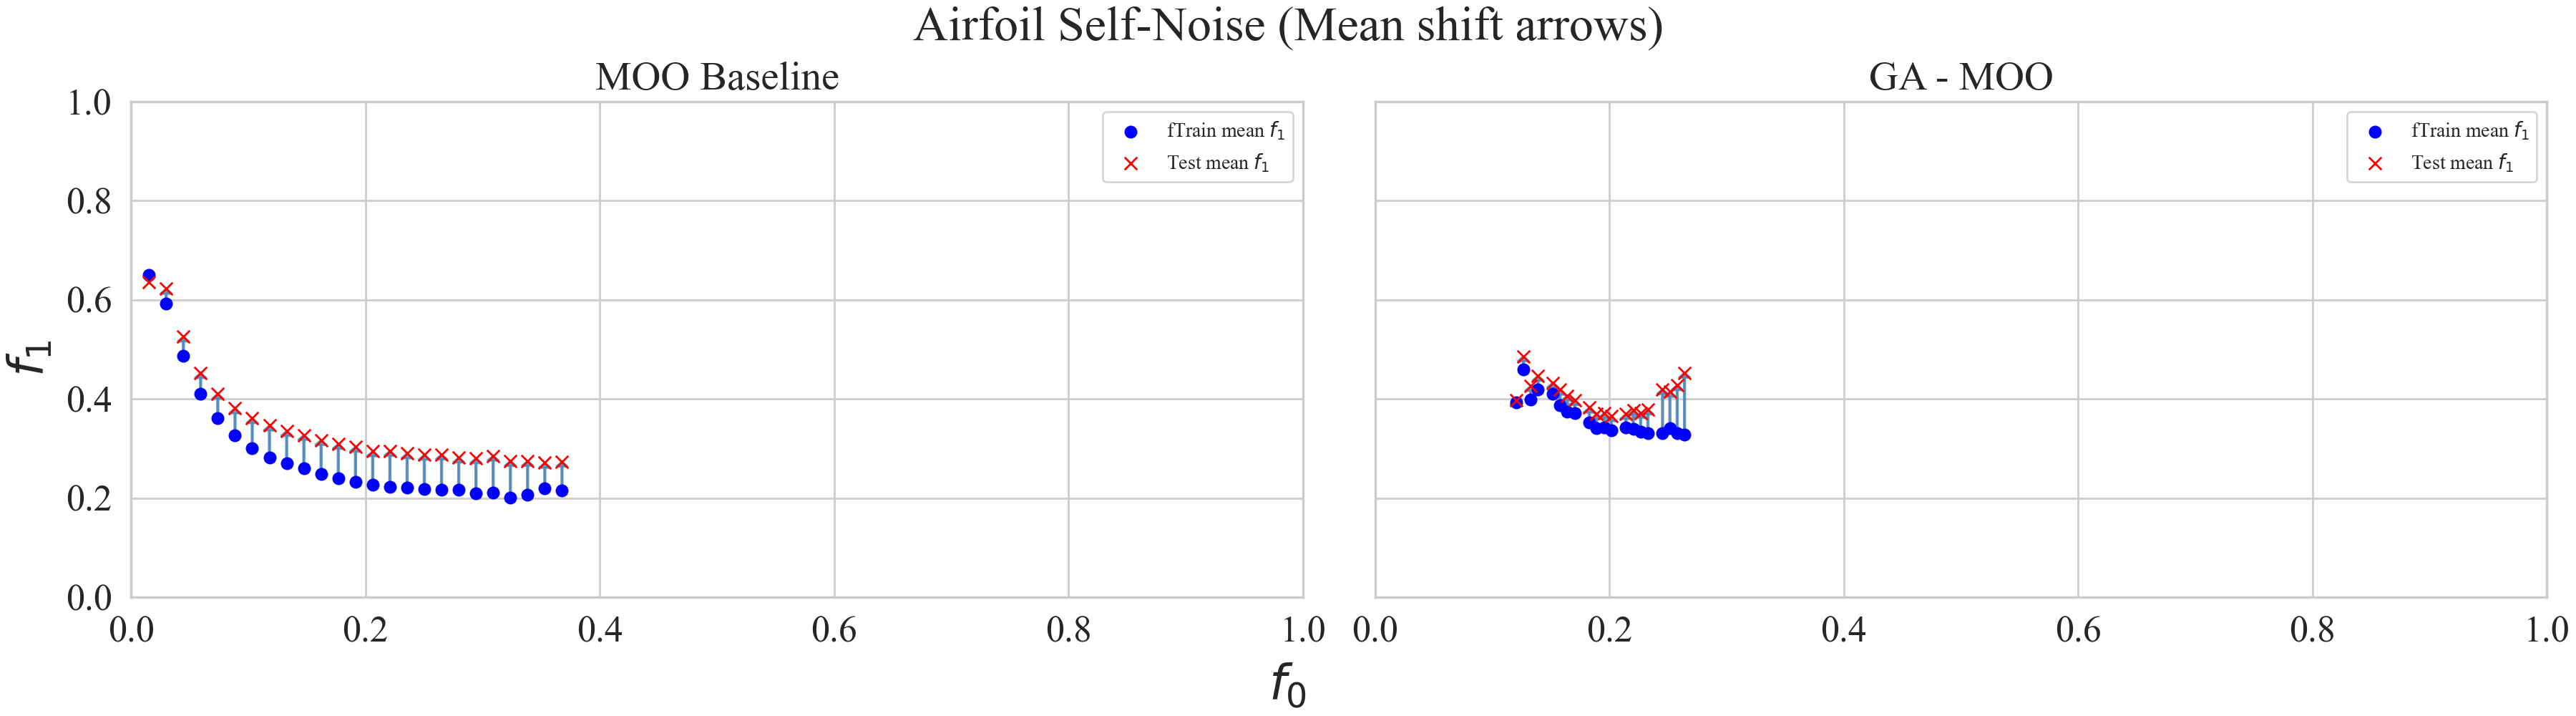 Airfoil Self-Noise (Mean shift arrows)
MOO Baseline
GA - MOO
fTrain mean f1
Test mean f1
fTrain mean f1
Test mean f1
f1
1.0
0.8
0.6
0.4
0.2
0.0
0.0 0.2 0.4 0.6 0.8 1.0
0.0 0.2 0.4 0.6 0.8 1.0
f0